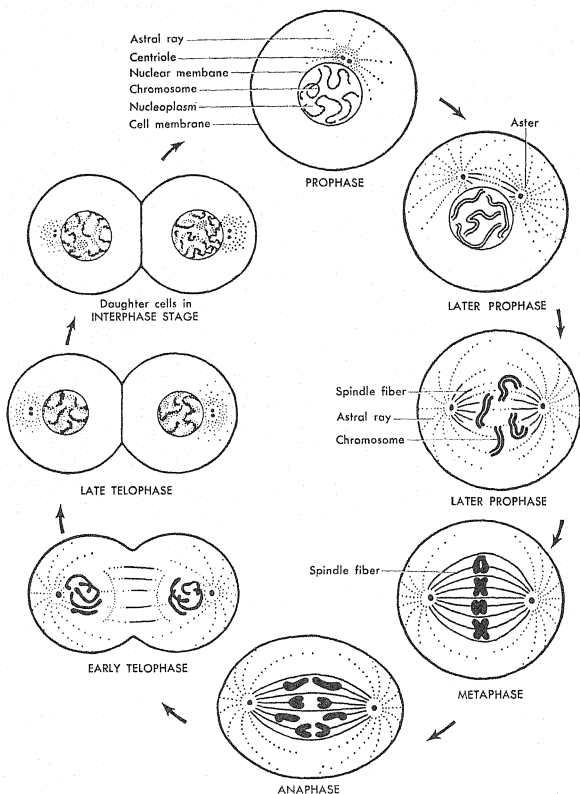 Astral ray
Centriole
Nuclear membane
Chromosome
Nucleoplasm
Cell membrane
PROPHASE
Aster
LATER PROPHASE
Spindle fiber
Astral ray
Chromosome
LATER PROPHASE
Spindle fiber
METAPHASE
ANAPHASE
EARLY TELOPHASE
LATE TELOPHASE
Daughter cells in
INTERPHASE STAGE